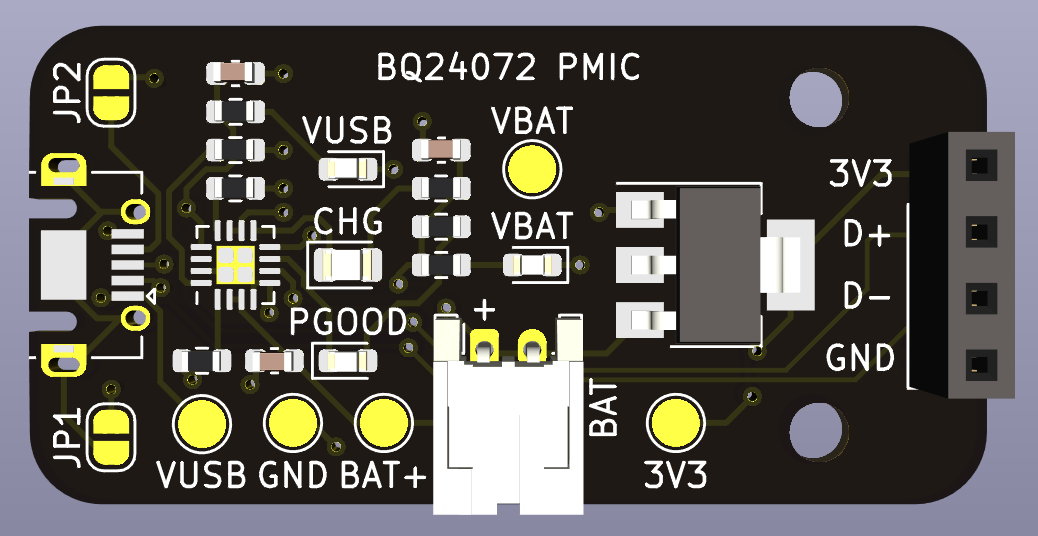 BQ24072 PMIC
JP2
VUSB
VBAT
3V3
CHG
VBAT
D+
D-
PGOOD
+
GND
JP1
BAT
VUSB GND BAT+
3V3